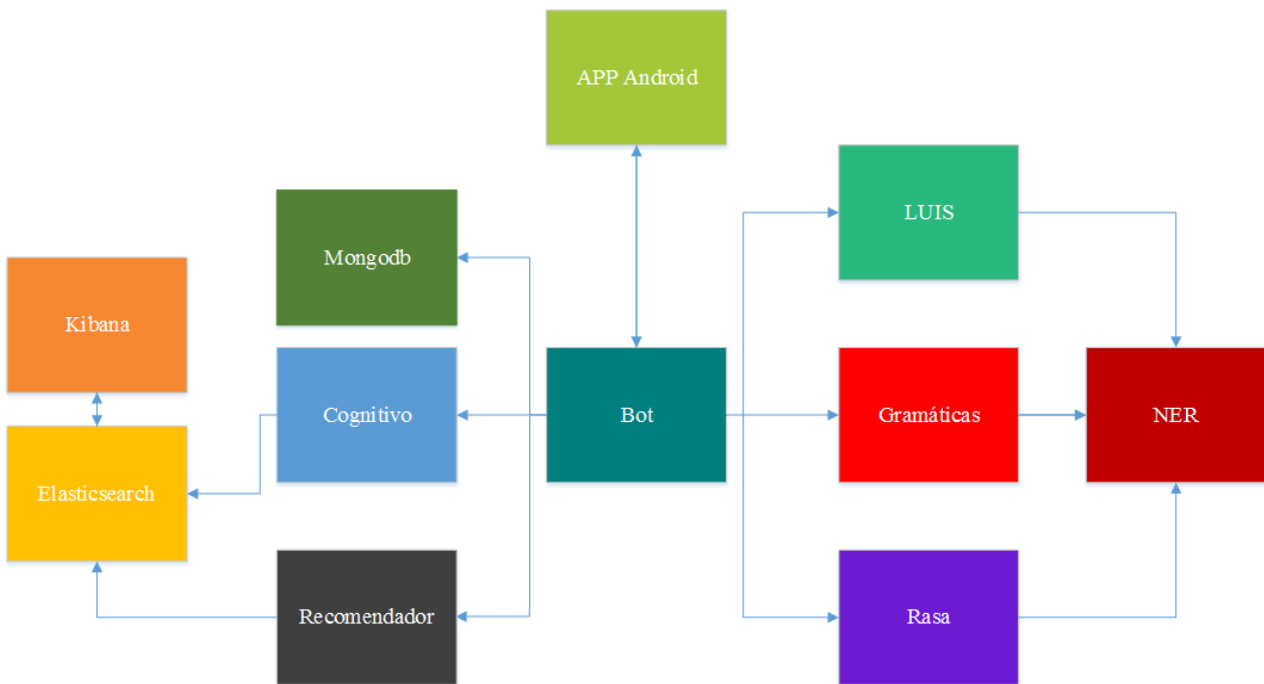 APP Android
LUIS
Mongodb
Kibana
Cognitivo
Bot
Gramáticas
NER
Elasticsearch
Recomendador
Rasa